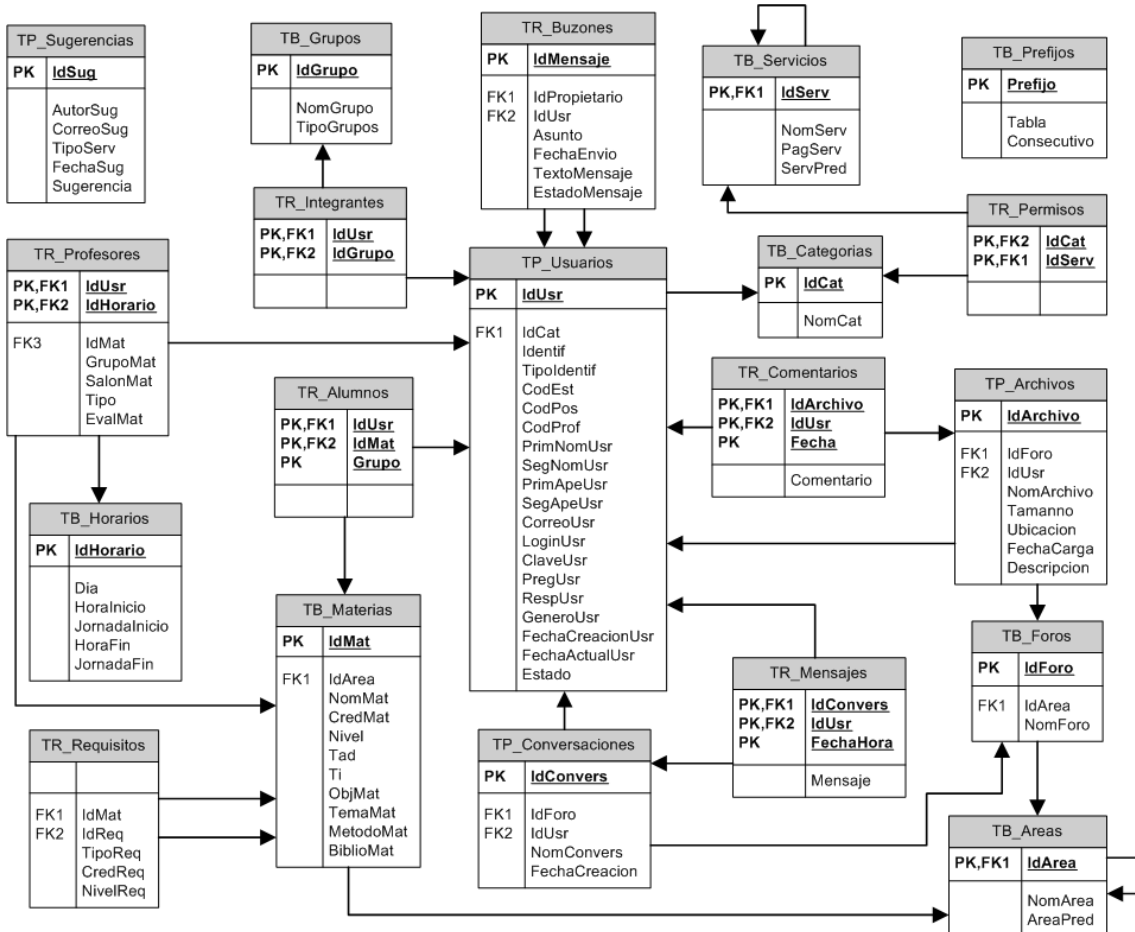 TP_Sugerencias
PK IdSug
AutorSug
CorreoSug
TipoServ
FechaSug
Sugerencia
TB_Grupos
PK IdGrupo
NomGrupo
TipoGrupos
TR_Buzones
PK IdMensaje
FK1 IdPropietario
FK2 IdUsr
Asunto
FechaEnvio
TextoMensaje
EstadoMensaje
TB_Servicios
PK,FK1 IdServ
NomServ
PagServ
ServPred
TB_Prefijos
PK Prefijo
Tabla
Consecutivo
TR_Integrantes
PK,FK1 IdUsr
PK,FK2 IdGrupo
TR_Permisos
PK,FK2 IdCat
PK,FK1 IdServ
TR_Profesores
PK,FK1 IdUsr
PK,FK2 IdHorario
FK3 IdMat
GrupoMat
SalonMat
Tipo
EvalMat
TP_Usuarios
PK IdUsr
FK1 IdCat
Identif
TipoIdentif
CodEst
CodPos
CodProf
PrimNomUsr
SegNomUsr
PrimApeUsr
SegApeUsr
CorreoUsr
LoginUsr
ClaveUsr
PregUsr
RespUsr
GeneroUsr
FechaCreacionUsr
FechaActualUsr
Estado
TB_Categorias
PK IdCat
NomCat
TR_Alumnos
PK,FK1 IdUsr
PK,FK2 IdMat
PK Grupo
TR_Comentarios
PK,FK1 IdArchivo
PK,FK2 IdUsr
PK Fecha
Comentario
TP_Archivos
PK IdArchivo
FK1 IdForo
FK2 IdUsr
NomArchivo
Tamanno
Ubicacion
FechaCarga
Descripcion
TB_Horarios
PK IdHorario
Dia
HoraInicio
JornadaInicio
HoraFin
JornadaFin
TB_Materias
PK IdMat
FK1 IdArea
NomMat
CredMat
Nivel
Tad
Ti
ObjMat
TemaMat
MetodoMat
BiblioMat
TB_Foros
PK IdForo
FK1 IdArea
NomForo
TR_Mensajes
PK,FK1 IdConvers
PK,FK2 IdUsr
PK FechaHora
Mensaje
TR_Requisitos
FK1 IdMat
FK2 IdReq
TipoReq
CredReq
NivelReq
TP_Conversaciones
PK IdConvers
FK1 IdForo
FK2 IdUsr
NomConvers
FechaCreacion
TB_Areas
PK,FK1 IdArea
NomArea
AreaPred